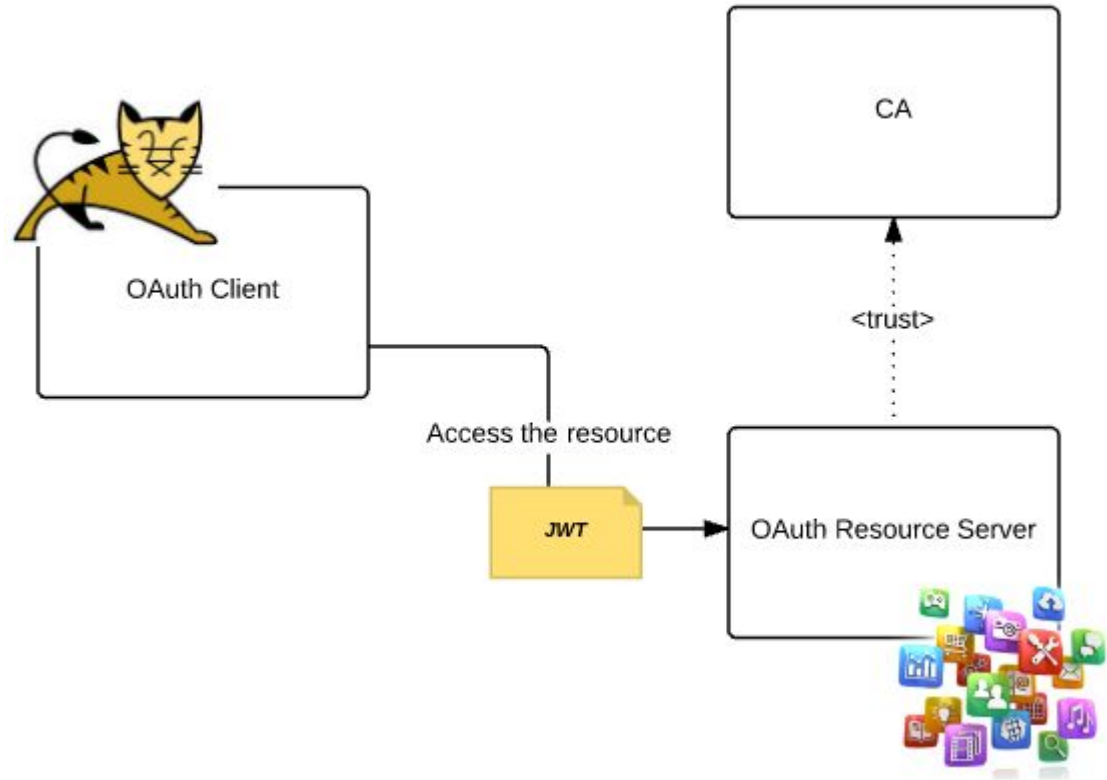 CA
OAuth Client
<trust>
Access the resource
JWT
OAuth Resource Server